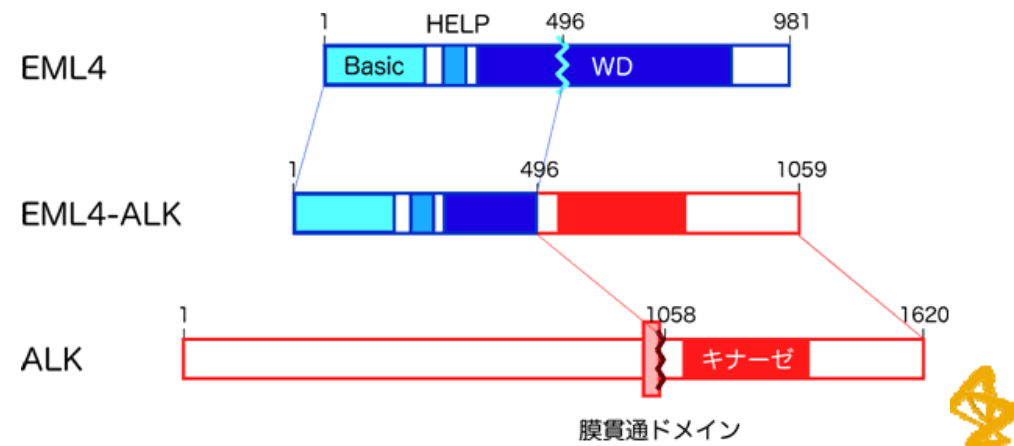 1 HELP 496 981
EML4 Basic WD
1 496 1059
EML4-ALK
1 1058 1620
ALK キナーゼ
膜貫通ドメイン